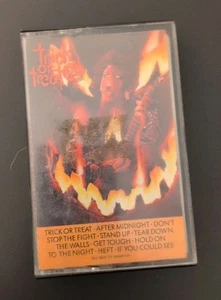 trick
or
treat
TRICK OR TREAT · AFTER MIDNIGHT · DON'T
STOP THE FIGHT · STAND UP · TEAR DOWN
THE WALLS · GET TOUGH · HOLD ON
TO THE NIGHT · HEFT · IF YOU COULD SEE